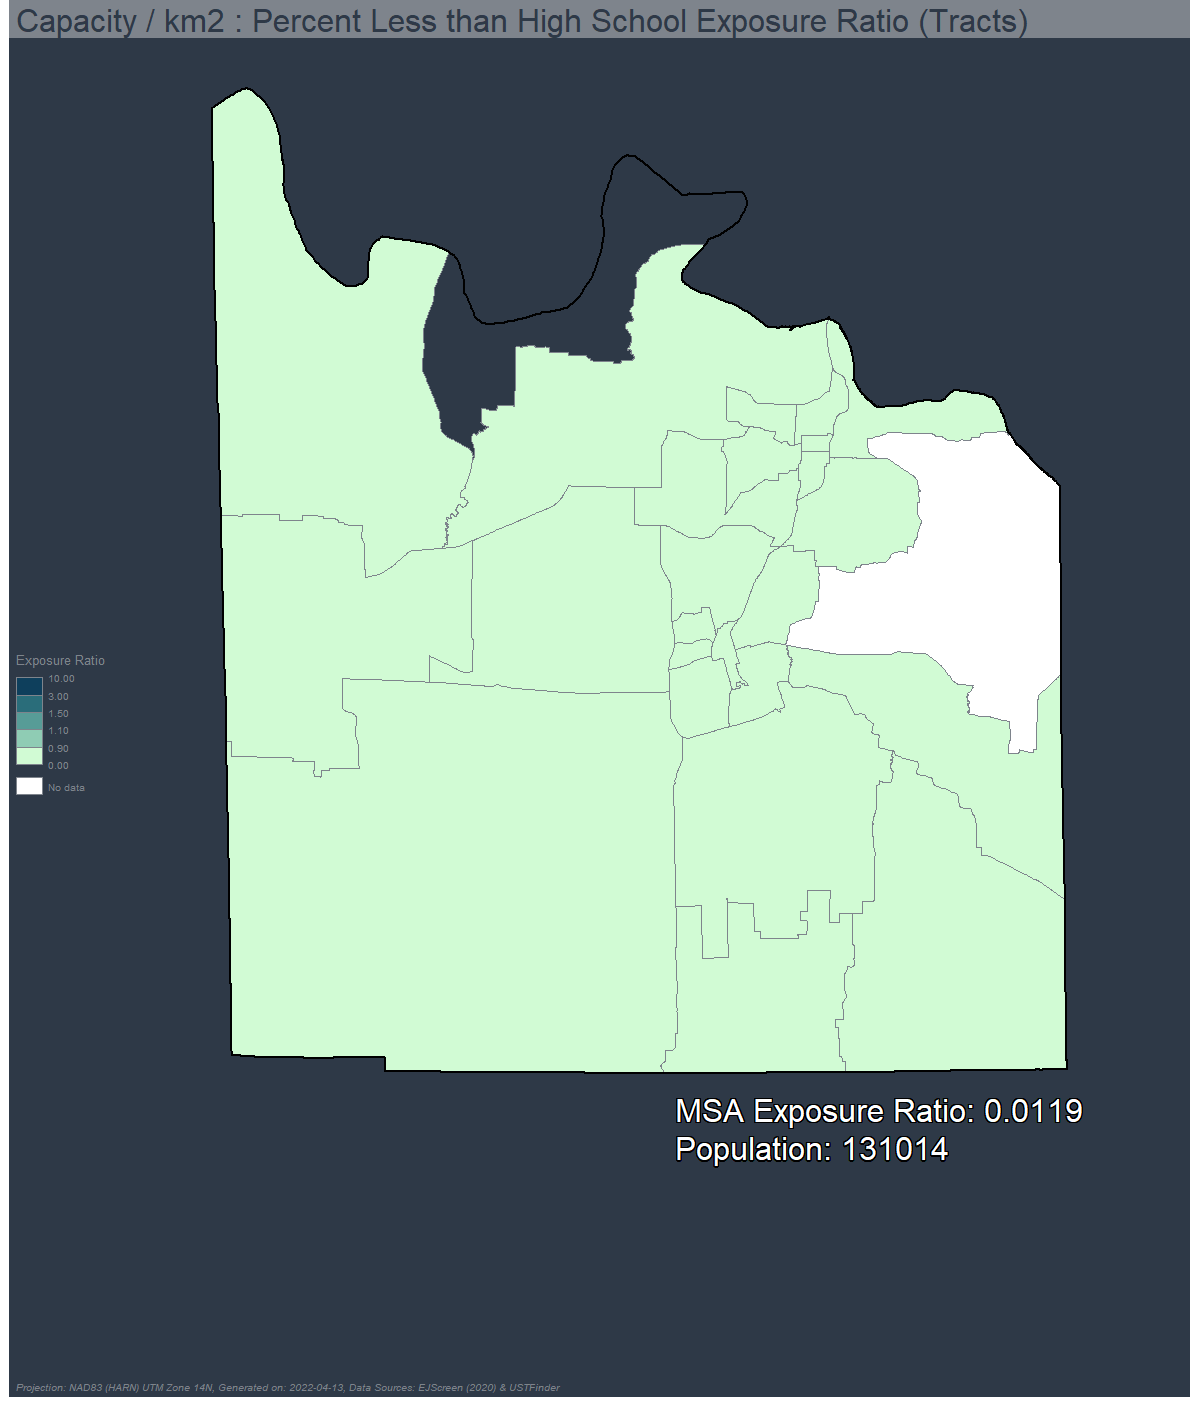 Capacity / km2 : Percent Less than High School Exposure Ratio (Tracts)
Exposure Ratio
10.00
3.00
1.50
1.10
0.90
0.00
No data
MSA Exposure Ratio: 0.0119
Population: 131014
Projection: NAD83 (HARN) UTM Zone 14N, Generated on: 2022-04-13, Data Sources: EJScreen (2020) & USTFinder